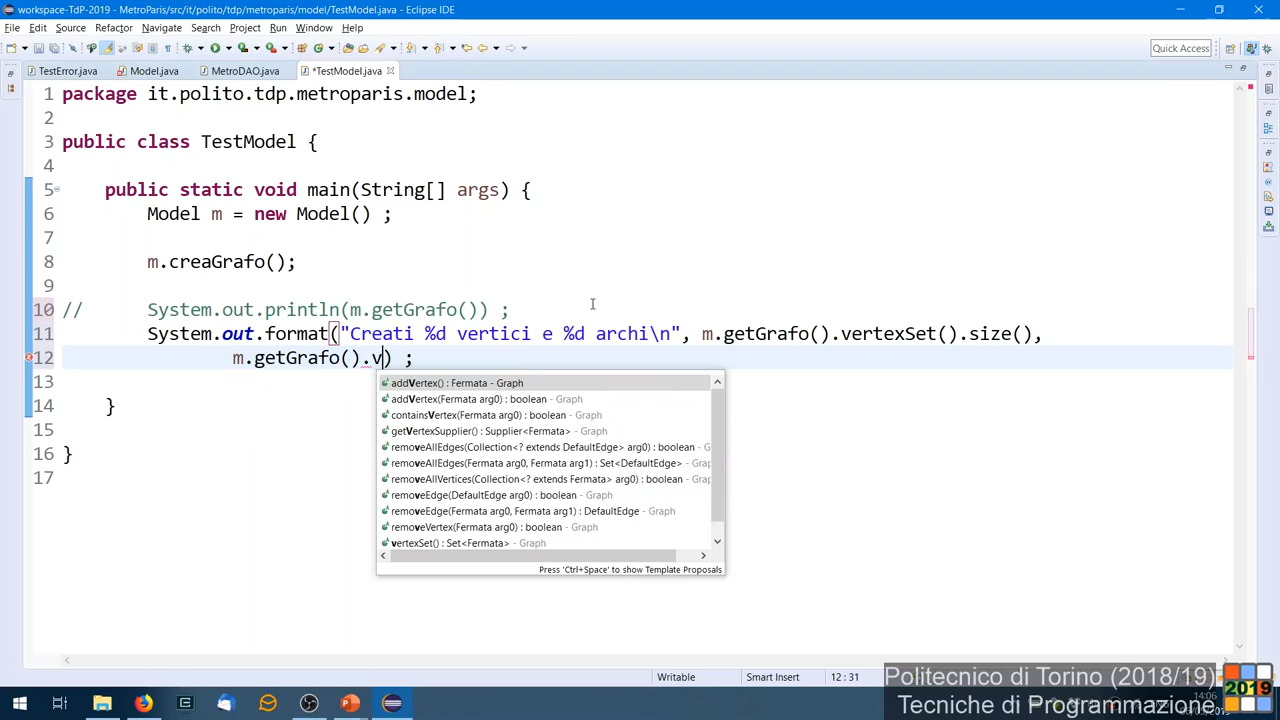 workspace-TdP-2019 - MetroParis/src/it/polito/tdp/metroparis/model/TestModel.java - Eclipse IDE
File Edit Source Refactor Navigate Search Project Run Window Help
Quick Access
TestError.java Model.java MetroDAO.java *TestModel.java
1 package it.polito.tdp.metroparis.model;
2
3 public class TestModel {
4
5 public static void main(String[] args) {
6 Model m = new Model() ;
7
8 m.creaGrafo();
9
10 // System.out.println(m.getGrafo()) ;
11 System.out.format("Creati %d vertici e %d archi\n", m.getGrafo().vertexSet().size(),
12 m.getGrafo().v) ;
13
14 }
15
16 }
17
addVertex() : Fermata - Graph
addVertex(Fermata arg0) : boolean - Graph
containsVertex(Fermata arg0) : boolean - Graph
getVertexSupplier() : Supplier<Fermata> - Graph
removeAllEdges(Collection<? extends DefaultEdge> arg0) : boolean - G
removeAllEdges(Fermata arg0, Fermata arg1) : Set<DefaultEdge> - Grap
removeAllVertices(Collection<? extends Fermata> arg0) : boolean - Gr
removeEdge(DefaultEdge arg0) : boolean - Graph
removeEdge(Fermata arg0, Fermata arg1) : DefaultEdge - Graph
removeVertex(Fermata arg0) : boolean - Graph
vertexSet() : Set<Fermata> - Graph
Press 'Ctrl+Space' to show Template Proposals
Writable Smart Insert 12 : 31
Politecnico di Torino (2018/19)
Tecniche di Programmazione
2019
14:06